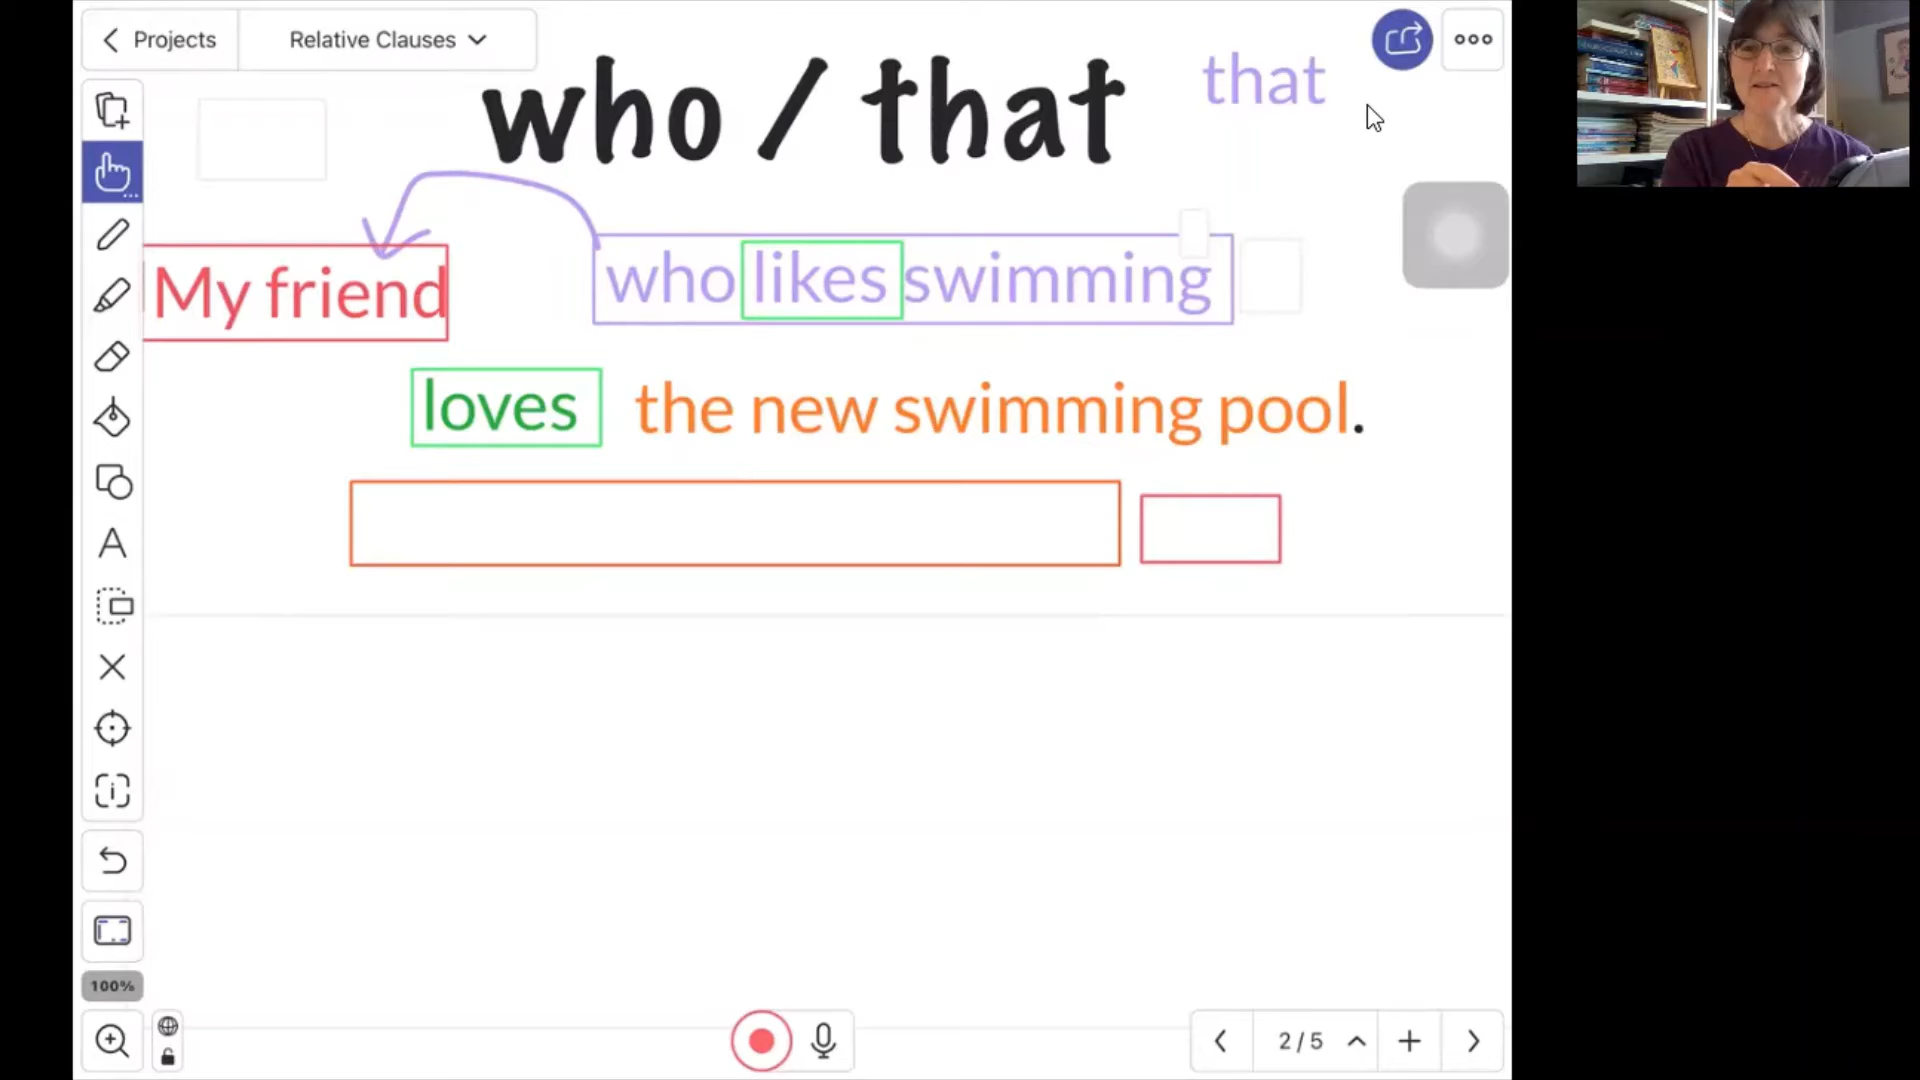 Projects
Relative Clauses
who / that
that
My friend
who likes swimming
loves the new swimming pool.
A
100%
2 / 5